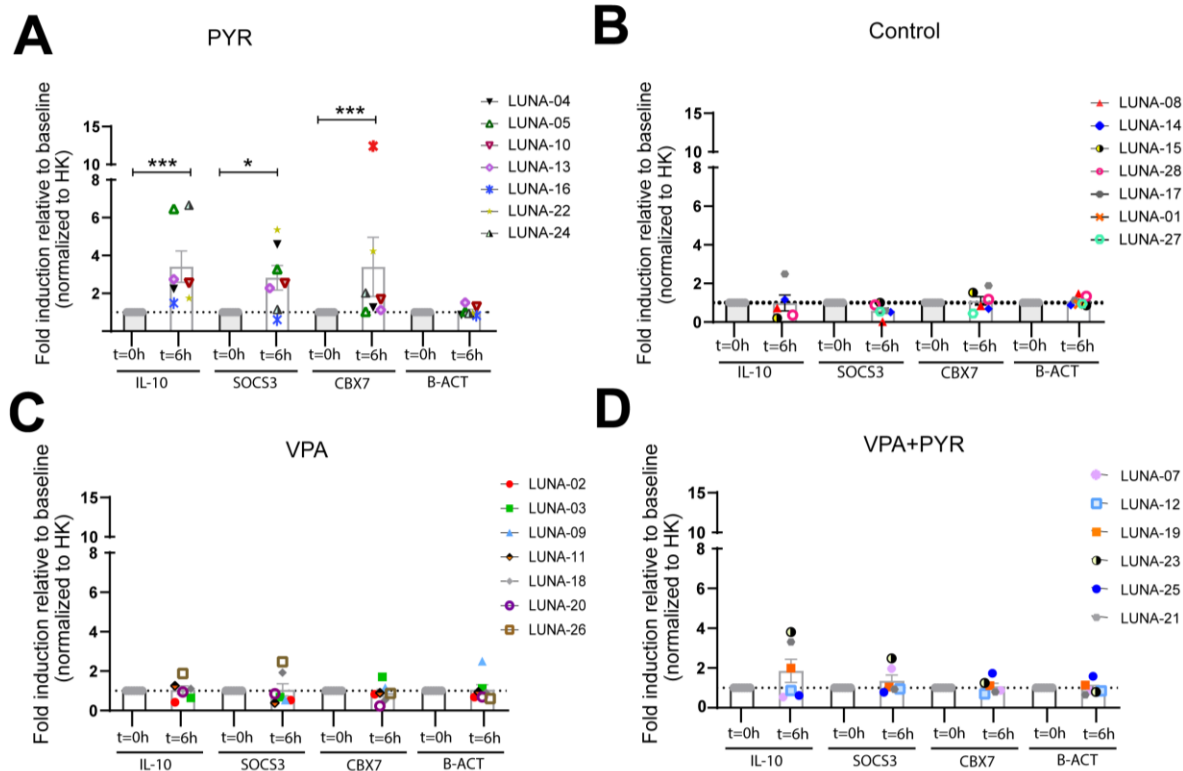 A
PYR
Fold induction relative to baseline
(normalized to HK)
15
10
8
6
4
2
***
*
***
t=0h t=6h t=0h t=6h t=0h t=6h t=0h t=6h
IL-10 SOCS3 CBX7 B-ACT
LUNA-04
LUNA-05
LUNA-10
LUNA-13
LUNA-16
LUNA-22
LUNA-24
B
Control
Fold induction relative to baseline
(normalized to HK)
15
10
8
6
4
2
0
t=0h t=6h t=0h t=6h t=0h t=6h t=0h t=6h
IL-10 SOCS3 CBX7 B-ACT
LUNA-08
LUNA-14
LUNA-15
LUNA-28
LUNA-17
LUNA-01
LUNA-27
C
VPA
Fold induction relative to baseline
(normalized to HK)
15
10
8
6
4
2
0
t=0h t=6h t=0h t=6h t=0h t=6h t=0h t=6h
IL-10 SOCS3 CBX7 B-ACT
LUNA-02
LUNA-03
LUNA-09
LUNA-11
LUNA-18
LUNA-20
LUNA-26
D
VPA+PYR
Fold induction relative to baseline
(normalized to HK)
15
10
8
6
4
2
0
t=0h t=6h t=0h t=6h t=0h t=6h t=0h t=6h
IL-10 SOCS3 CBX7 B-ACT
LUNA-07
LUNA-12
LUNA-19
LUNA-23
LUNA-25
LUNA-21